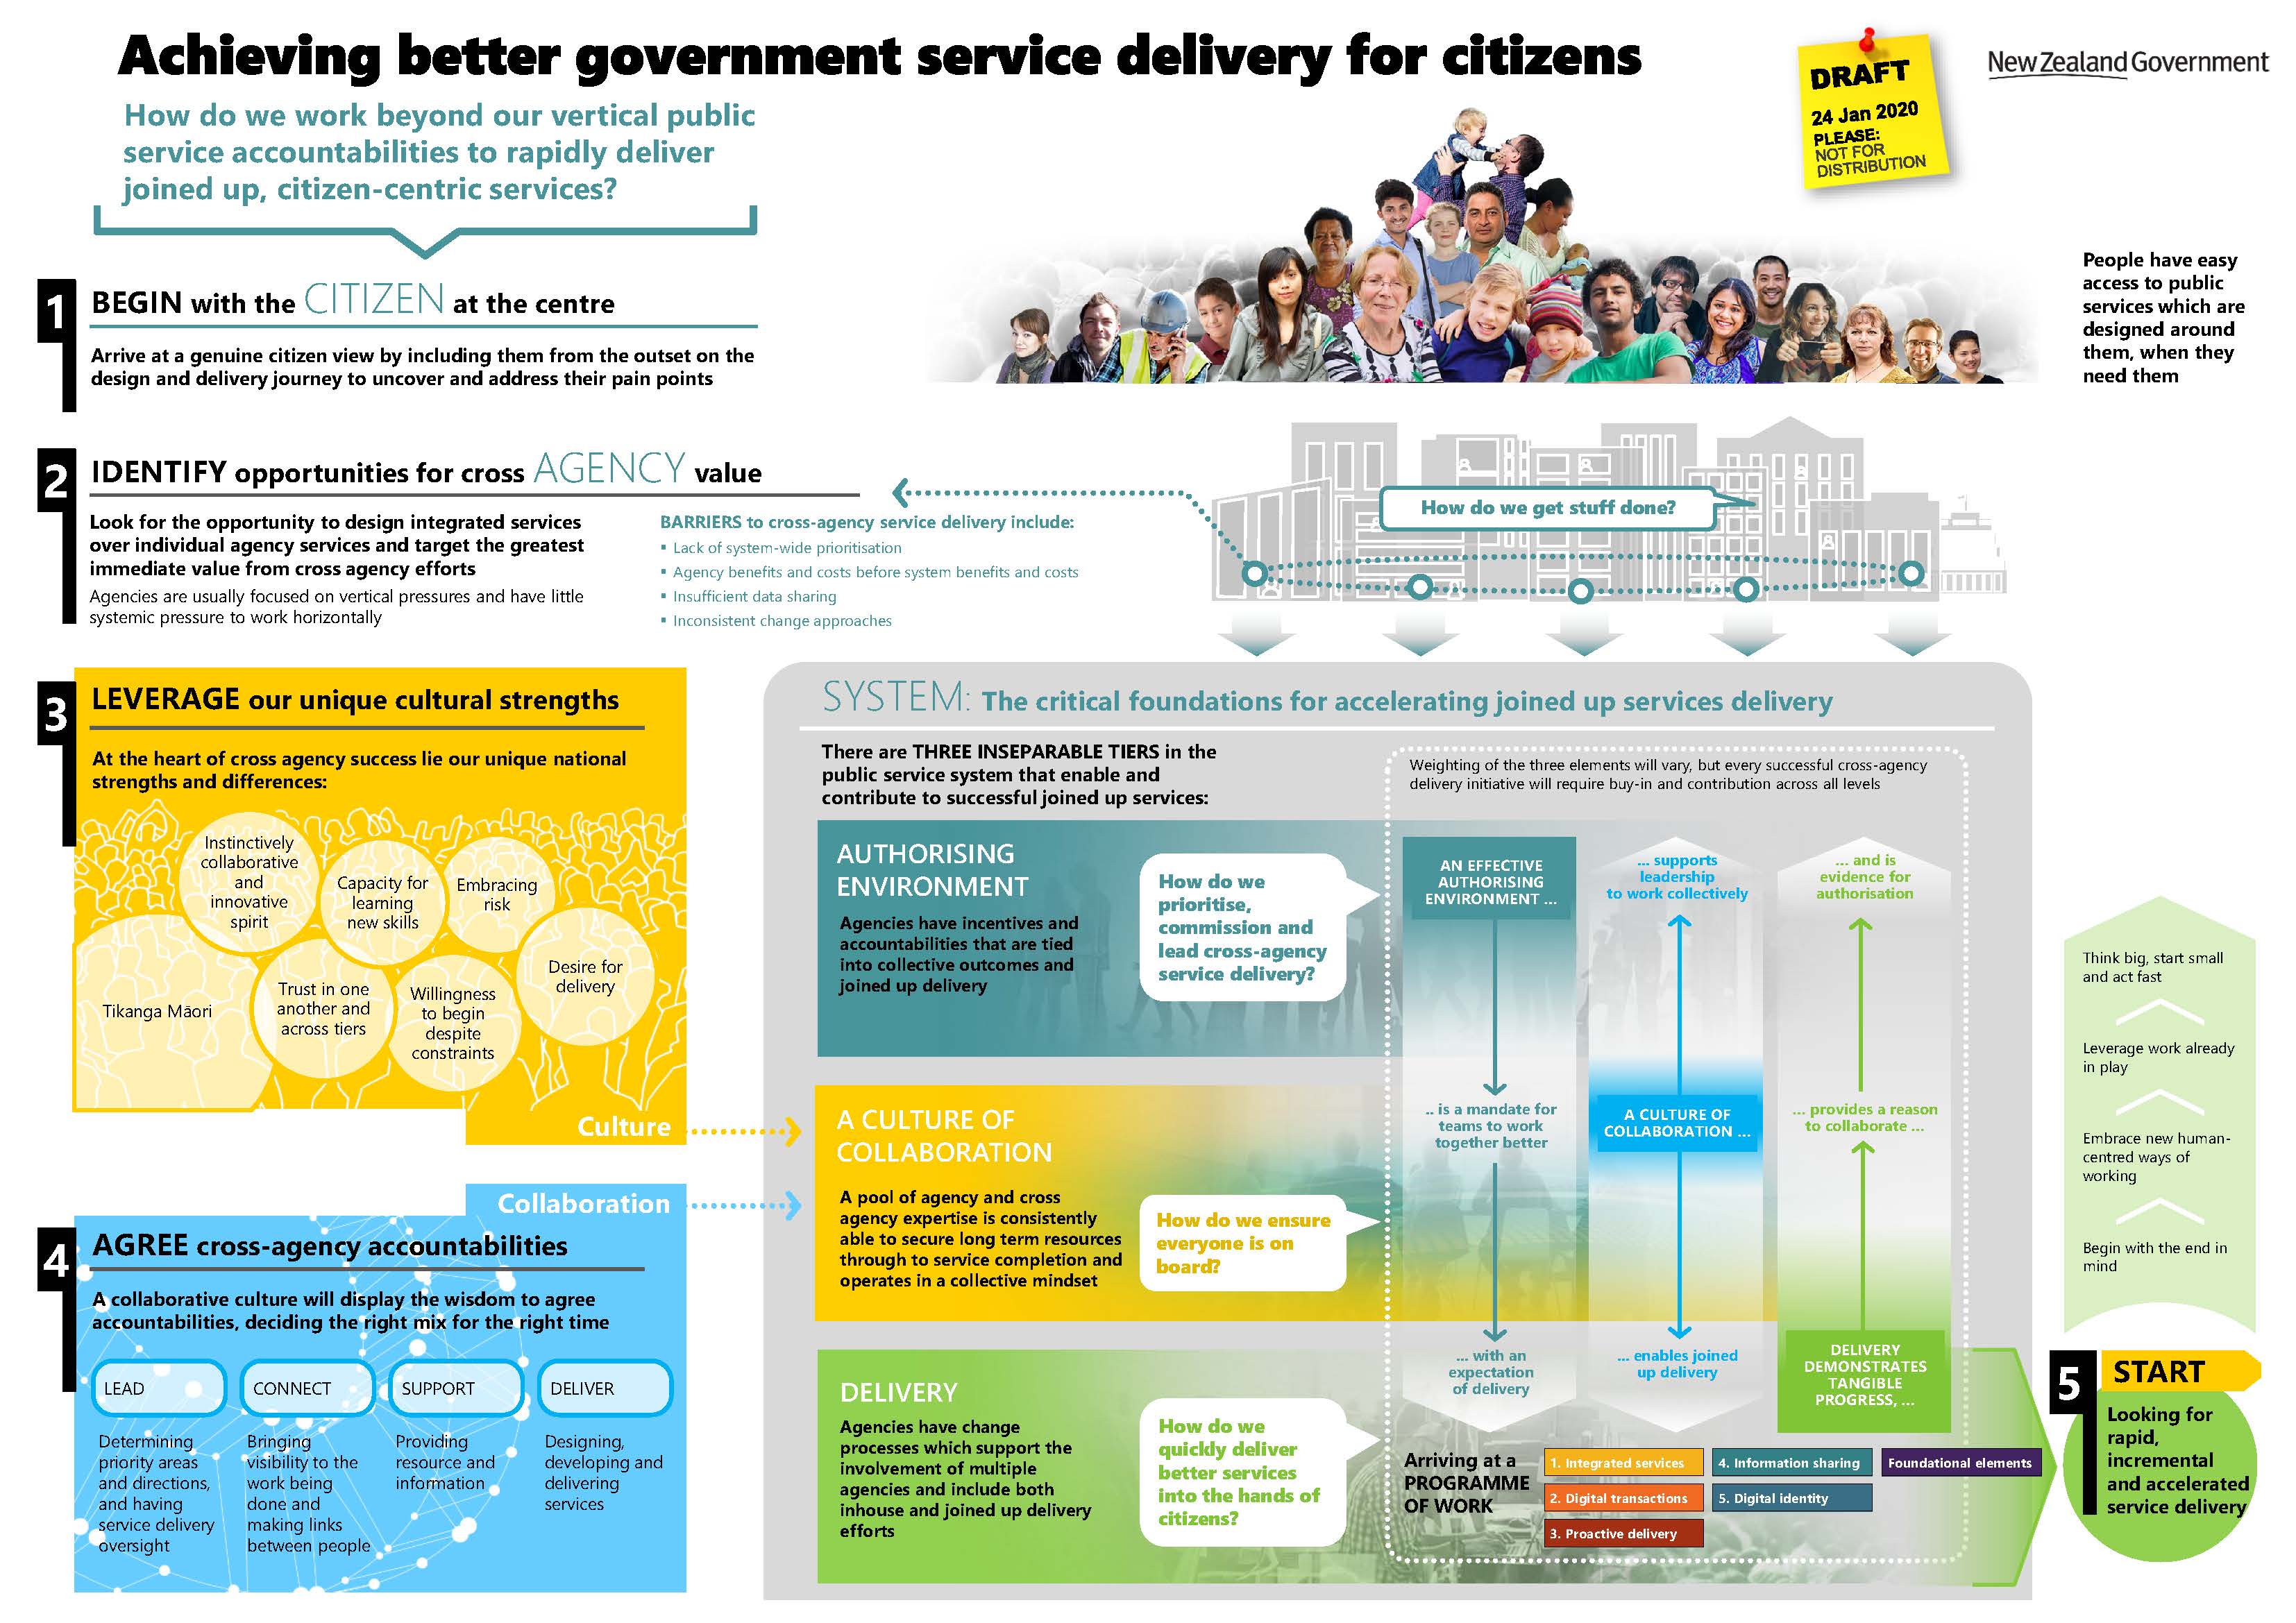 Achieving better government service delivery for citizens
DRAFT
24 Jan 2020
PLEASE:
NOT FOR
DISTRIBUTION
New Zealand Government
How do we work beyond our vertical public
service accountabilities to rapidly deliver
joined up, citizen-centric services?
1
BEGIN with the CITIZEN at the centre
Arrive at a genuine citizen view by including them from the outset on the
design and delivery journey to uncover and address their pain points
People have easy
access to public
services which are
designed around
them, when they
need them
2
IDENTIFY opportunities for cross AGENCY value
Look for the opportunity to design integrated services
over individual agency services and target the greatest
immediate value from cross agency efforts
Agencies are usually focused on vertical pressures and have little
systemic pressure to work horizontally
BARRIERS to cross-agency service delivery include:
▪ Lack of system-wide prioritisation
▪ Agency benefits and costs before system benefits and costs
▪ Insufficient data sharing
▪ Inconsistent change approaches
How do we get stuff done?
3
LEVERAGE our unique cultural strengths
At the heart of cross agency success lie our unique national
strengths and differences:
Instinctively
collaborative
and
innovative
spirit
Capacity for
learning
new skills
Embracing
risk
Desire for
delivery
Tikanga Māori
Trust in one
another and
across tiers
Willingness
to begin
despite
constraints
Culture
Collaboration
4
AGREE cross-agency accountabilities
A collaborative culture will display the wisdom to agree
accountabilities, deciding the right mix for the right time
LEAD
Determining
priority areas
and directions,
and having
service delivery
oversight
CONNECT
Bringing
visibility to the
work being
done and
making links
between people
SUPPORT
Providing
resource and
information
DELIVER
Designing,
developing and
delivering
services
SYSTEM: The critical foundations for accelerating joined up services delivery
There are THREE INSEPARABLE TIERS in the
public service system that enable and
contribute to successful joined up services:
Weighting of the three elements will vary, but every successful cross-agency
delivery initiative will require buy-in and contribution across all levels
AUTHORISING
ENVIRONMENT
Agencies have incentives and
accountabilities that are tied
into collective outcomes and
joined up delivery
How do we
prioritise,
commission and
lead cross-agency
service delivery?
A CULTURE OF
COLLABORATION
A pool of agency and cross
agency expertise is consistently
able to secure long term resources
through to service completion and
operates in a collective mindset
How do we ensure
everyone is on
board?
DELIVERY
Agencies have change
processes which support the
involvement of multiple
agencies and include both
inhouse and joined up delivery
efforts
How do we
quickly deliver
better services
into the hands of
citizens?
AN EFFECTIVE
AUTHORISING
ENVIRONMENT ...
.. is a mandate for
teams to work
together better
... with an
expectation
of delivery
... supports
leadership
to work collectively
A CULTURE OF
COLLABORATION ...
... enables joined
up delivery
... and is
evidence for
authorisation
... provides a reason
to collaborate ...
DELIVERY
DEMONSTRATES
TANGIBLE
PROGRESS, ...
Arriving at a
PROGRAMME
OF WORK
1. Integrated services
2. Digital transactions
3. Proactive delivery
4. Information sharing
5. Digital identity
Foundational elements
Think big, start small
and act fast
Leverage work already
in play
Embrace new human-
centred ways of
working
Begin with the end in
mind
5
START
Looking for
rapid,
incremental
and accelerated
service delivery